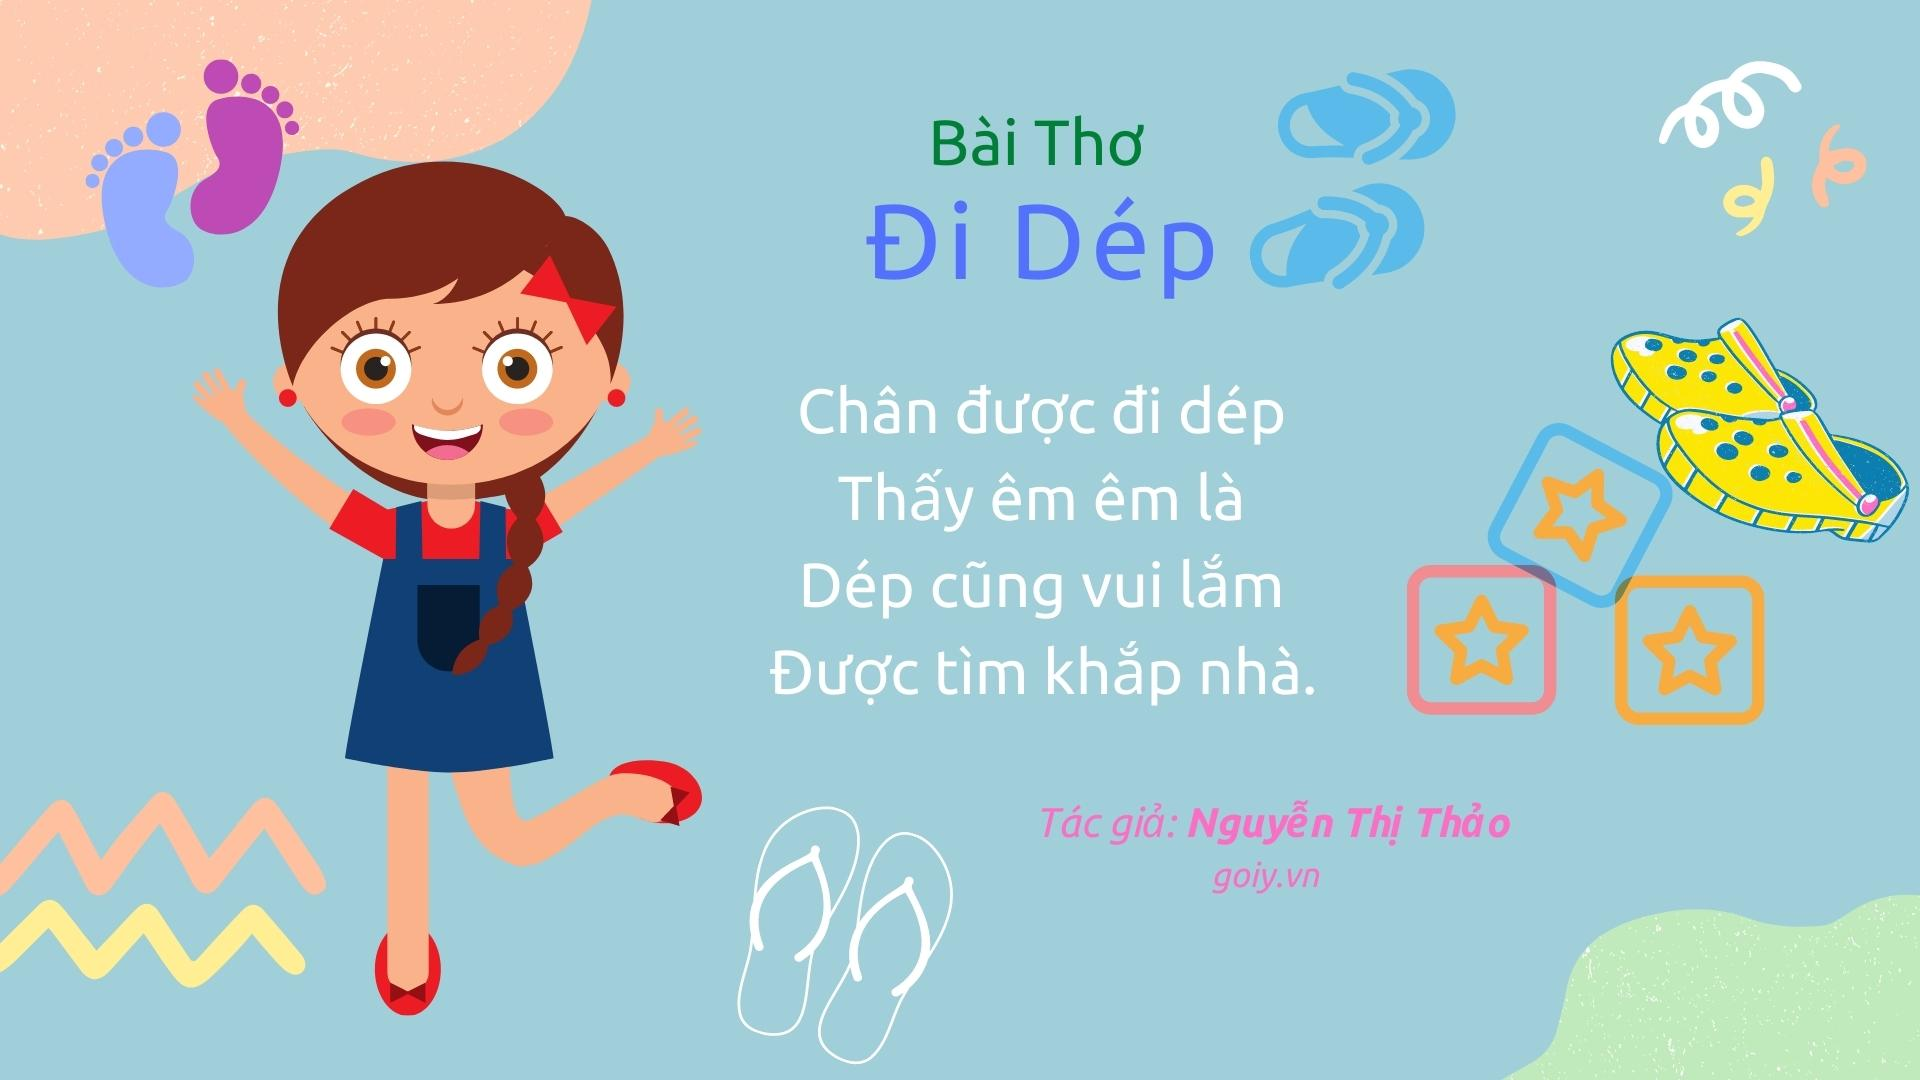 Bài Thơ
Đi Dép
Chân được đi dép
Thấy êm êm là
Dép cũng vui lắm
Được tìm khắp nhà.
Tác giả: Nguyễn Thị Thảo
goiy.vn